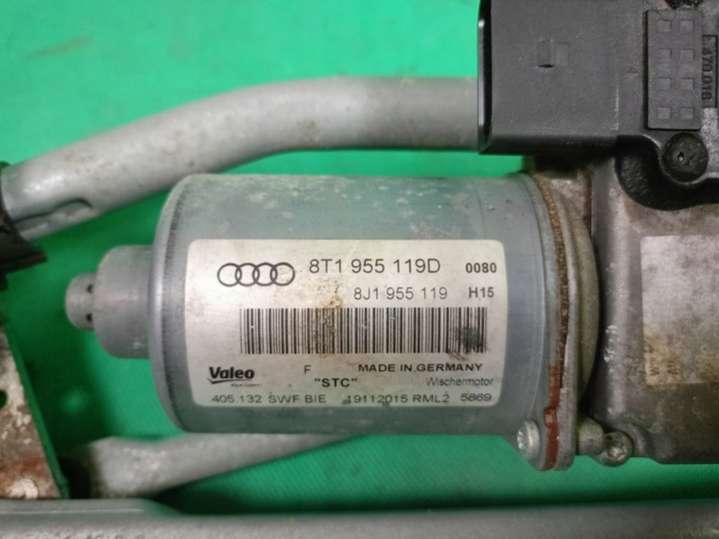 8T1 955 119D 0080
8J1 955 119 H15
Valeo F MADE IN GERMANY
"STC" Wischermotor
405.132 SWF BIE 19112015 RML2 5869